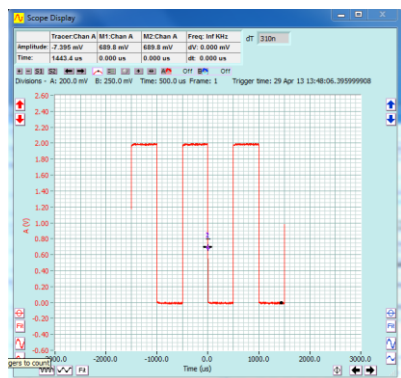 Scope Display
Tracer:Chan A M1:Chan A M2:Chan A Freq: Inf KHz dT 310n
Amplitude: -7.395 mV 689.8 mV 689.8 mV dV: 0.000 mV
Time: 1443.4 us 0.000 us 0.000 us dt: 0.000 us
S1 S2 Off Off
Divisions - A: 200.0 mV B: 250.0 mV Time: 500.0 us Frame: 1 Trigger time: 29 Apr 13 13:48:06.395999908
2.60
2.40
2.20
2.00
1.80
1.60
1.40
1.20
1.00
A (V)
0.80
0.60
0.40
0.20
0.00
-0.20
Fit Fit
-0.40
-0.60
gers to count 000.0 -2000.0 -1000.0 0.0 1000.0 2000.0 3000.0
Fit Time (us)